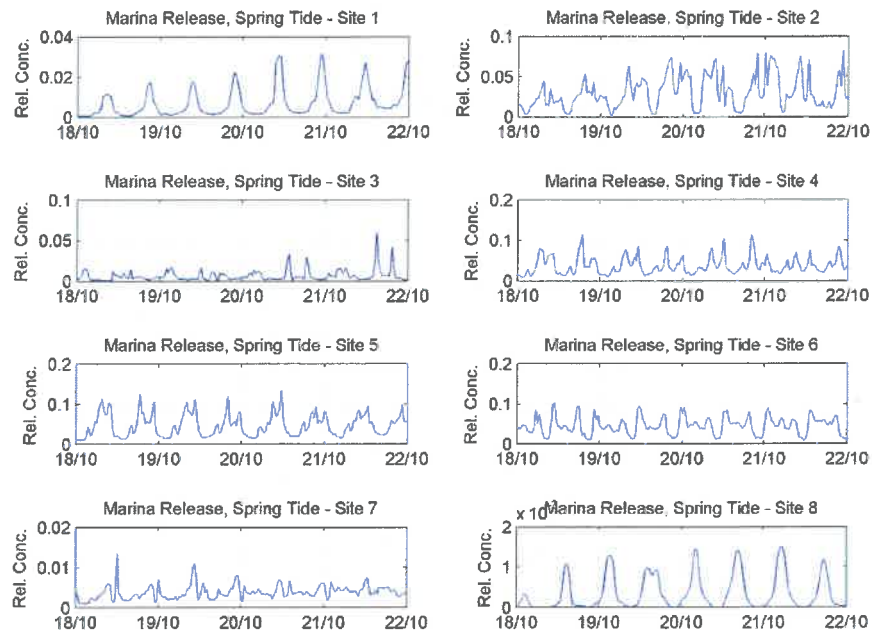 Marina Release, Spring Tide - Site 1
Marina Release, Spring Tide - Site 2
0.04
0.02
0
Rel. Conc.
18/10 19/10 20/10 21/10 22/10
0.1
0.05
0
Rel. Conc.
18/10 19/10 20/10 21/10 22/10
Marina Release, Spring Tide - Site 3
Marina Release, Spring Tide - Site 4
0.1
0.05
0
Rel. Conc.
18/10 19/10 20/10 21/10 22/10
0.2
0.1
0
Rel. Conc.
18/10 19/10 20/10 21/10 22/10
Marina Release, Spring Tide - Site 5
Marina Release, Spring Tide - Site 6
0.2
0.1
0
Rel. Conc.
18/10 19/10 20/10 21/10 22/10
0.2
0.1
0
Rel. Conc.
18/10 19/10 20/10 21/10 22/10
Marina Release, Spring Tide - Site 7
Marina Release, Spring Tide - Site 8
0.02
0.01
0
Rel. Conc.
18/10 19/10 20/10 21/10 22/10
x 10
2
1
0
Rel. Conc.
18/10 19/10 20/10 21/10 22/10